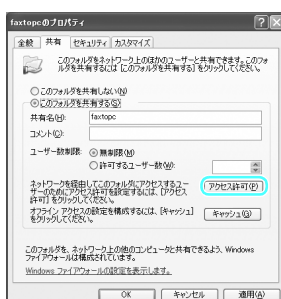 faxtopcのプロパティ
全般 共有 セキュリティ カスタマイズ
このフォルダをネットワーク上のほかのユーザーと共有できます。このフォ
ルダを共有するには [このフォルダを共有する] をクリックしてください。
このフォルダを共有しない(N)
このフォルダを共有する(S)
共有名(H): faxtopc
コメント(C):
ユーザー数制限: 無制限(M)
許可するユーザー数(W):
ネットワークを経由してこのフォルダにアクセスするユー
ザーのためにアクセス許可を設定するには、[アクセス
許可] をクリックしてください。
アクセス許可(P)
オフライン アクセスの設定を構成するには、[キャッシュ]
をクリックしてください。
キャッシュ(G)
このフォルダを、ネットワーク上の他のコンピュータと共有できるよう、Windows
ファイアウォールは構成されています。
Windows ファイアウォールの設定を表示します。
OK キャンセル 適用(A)